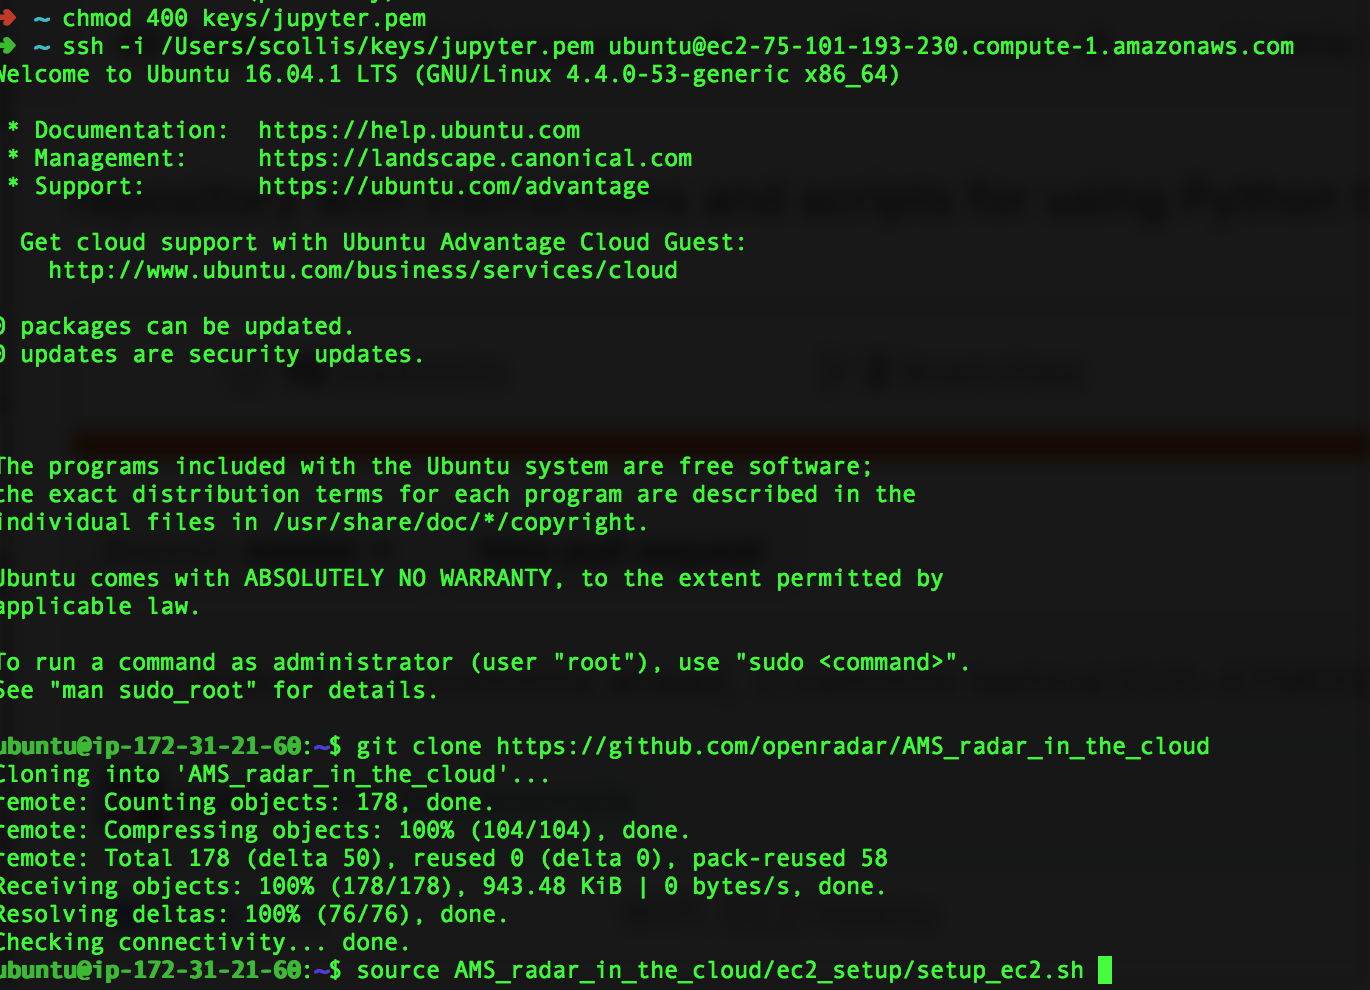 ➜ ~ chmod 400 keys/jupyter.pem
➜ ~ ssh -i /Users/scollis/keys/jupyter.pem ubuntu@ec2-75-101-193-230.compute-1.amazonaws.com
Welcome to Ubuntu 16.04.1 LTS (GNU/Linux 4.4.0-53-generic x86_64)
* Documentation: https://help.ubuntu.com
* Management: https://landscape.canonical.com
* Support: https://ubuntu.com/advantage
Get cloud support with Ubuntu Advantage Cloud Guest:
http://www.ubuntu.com/business/services/cloud
0 packages can be updated.
0 updates are security updates.
The programs included with the Ubuntu system are free software;
the exact distribution terms for each program are described in the
individual files in /usr/share/doc/*/copyright.
Ubuntu comes with ABSOLUTELY NO WARRANTY, to the extent permitted by
applicable law.
To run a command as administrator (user "root"), use "sudo <command>".
See "man sudo_root" for details.
ubuntu@ip-172-31-21-60:~$ git clone https://github.com/openradar/AMS_radar_in_the_cloud
Cloning into 'AMS_radar_in_the_cloud'...
remote: Counting objects: 178, done.
remote: Compressing objects: 100% (104/104), done.
remote: Total 178 (delta 50), reused 0 (delta 0), pack-reused 58
Receiving objects: 100% (178/178), 943.48 KiB | 0 bytes/s, done.
Resolving deltas: 100% (76/76), done.
Checking connectivity... done.
ubuntu@ip-172-31-21-60:~$ source AMS_radar_in_the_cloud/ec2_setup/setup_ec2.sh